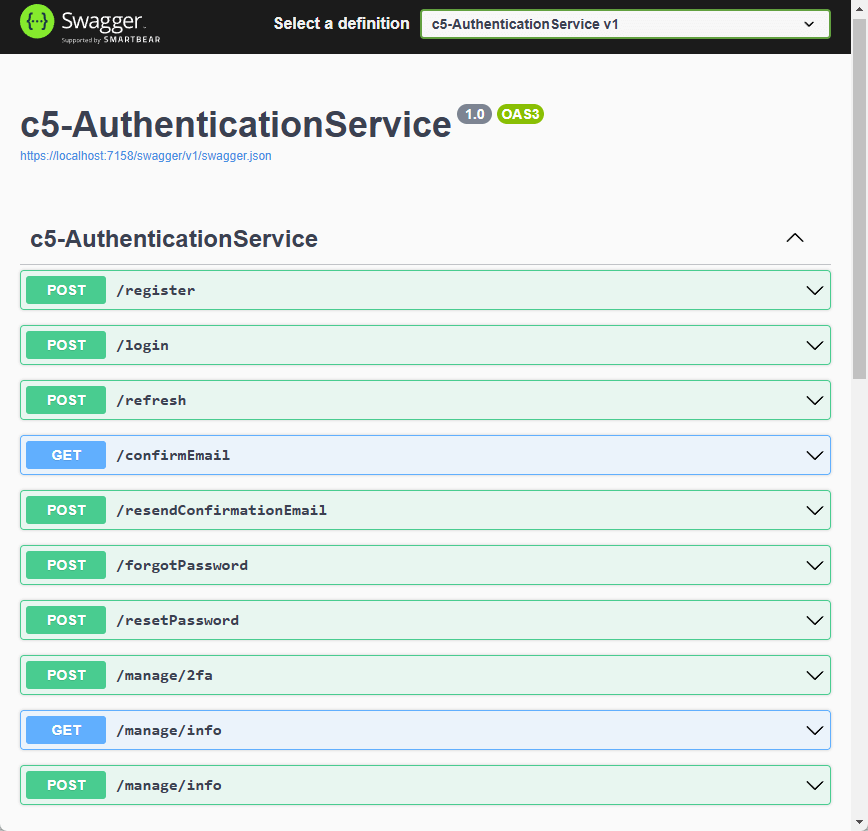 Swagger
Supported by SMARTBEAR
Select a definition
c5-AuthenticationService v1
c5-AuthenticationService 1.0 OAS3
https://localhost:7158/swagger/v1/swagger.json
c5-AuthenticationService
POST /register
POST /login
POST /refresh
GET /confirmEmail
POST /resendConfirmationEmail
POST /forgotPassword
POST /resetPassword
POST /manage/2fa
GET /manage/info
POST /manage/info